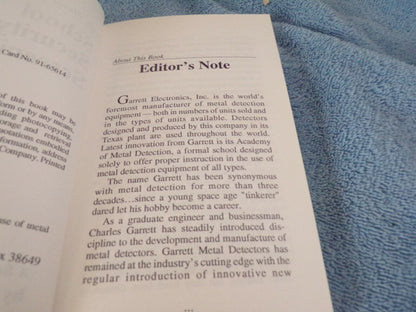 Card No. 91-65614
of this book may be
form or by any means,
ding photocopying,
orage and retrieval
notations embodied
formation, address
Company. Printed
use of metal
x 38649
About This Book
Editor's Note
Garrett Electronics, Inc. is the world's
foremost manufacturer of metal detection
equipment — both in numbers of units sold and
in the types of units available. Detectors
designed and produced by this company in its
Texas plant are used throughout the world.
Latest innovation from Garrett is its Academy
of Metal Detection, a formal school designed
solely to offer proper instruction in the use of
metal detection equipment of all types.
The name Garrett has been synonymous
with metal detection for more than three
decades...since a young space age "tinkerer"
dared let his hobby become a career.
As a graduate engineer and businessman,
Charles Garrett has steadily introduced dis-
cipline to the development and manufacture of
metal detectors. Garrett Metal Detectors has
remained at the industry's cutting edge with the
regular introduction of innovative new